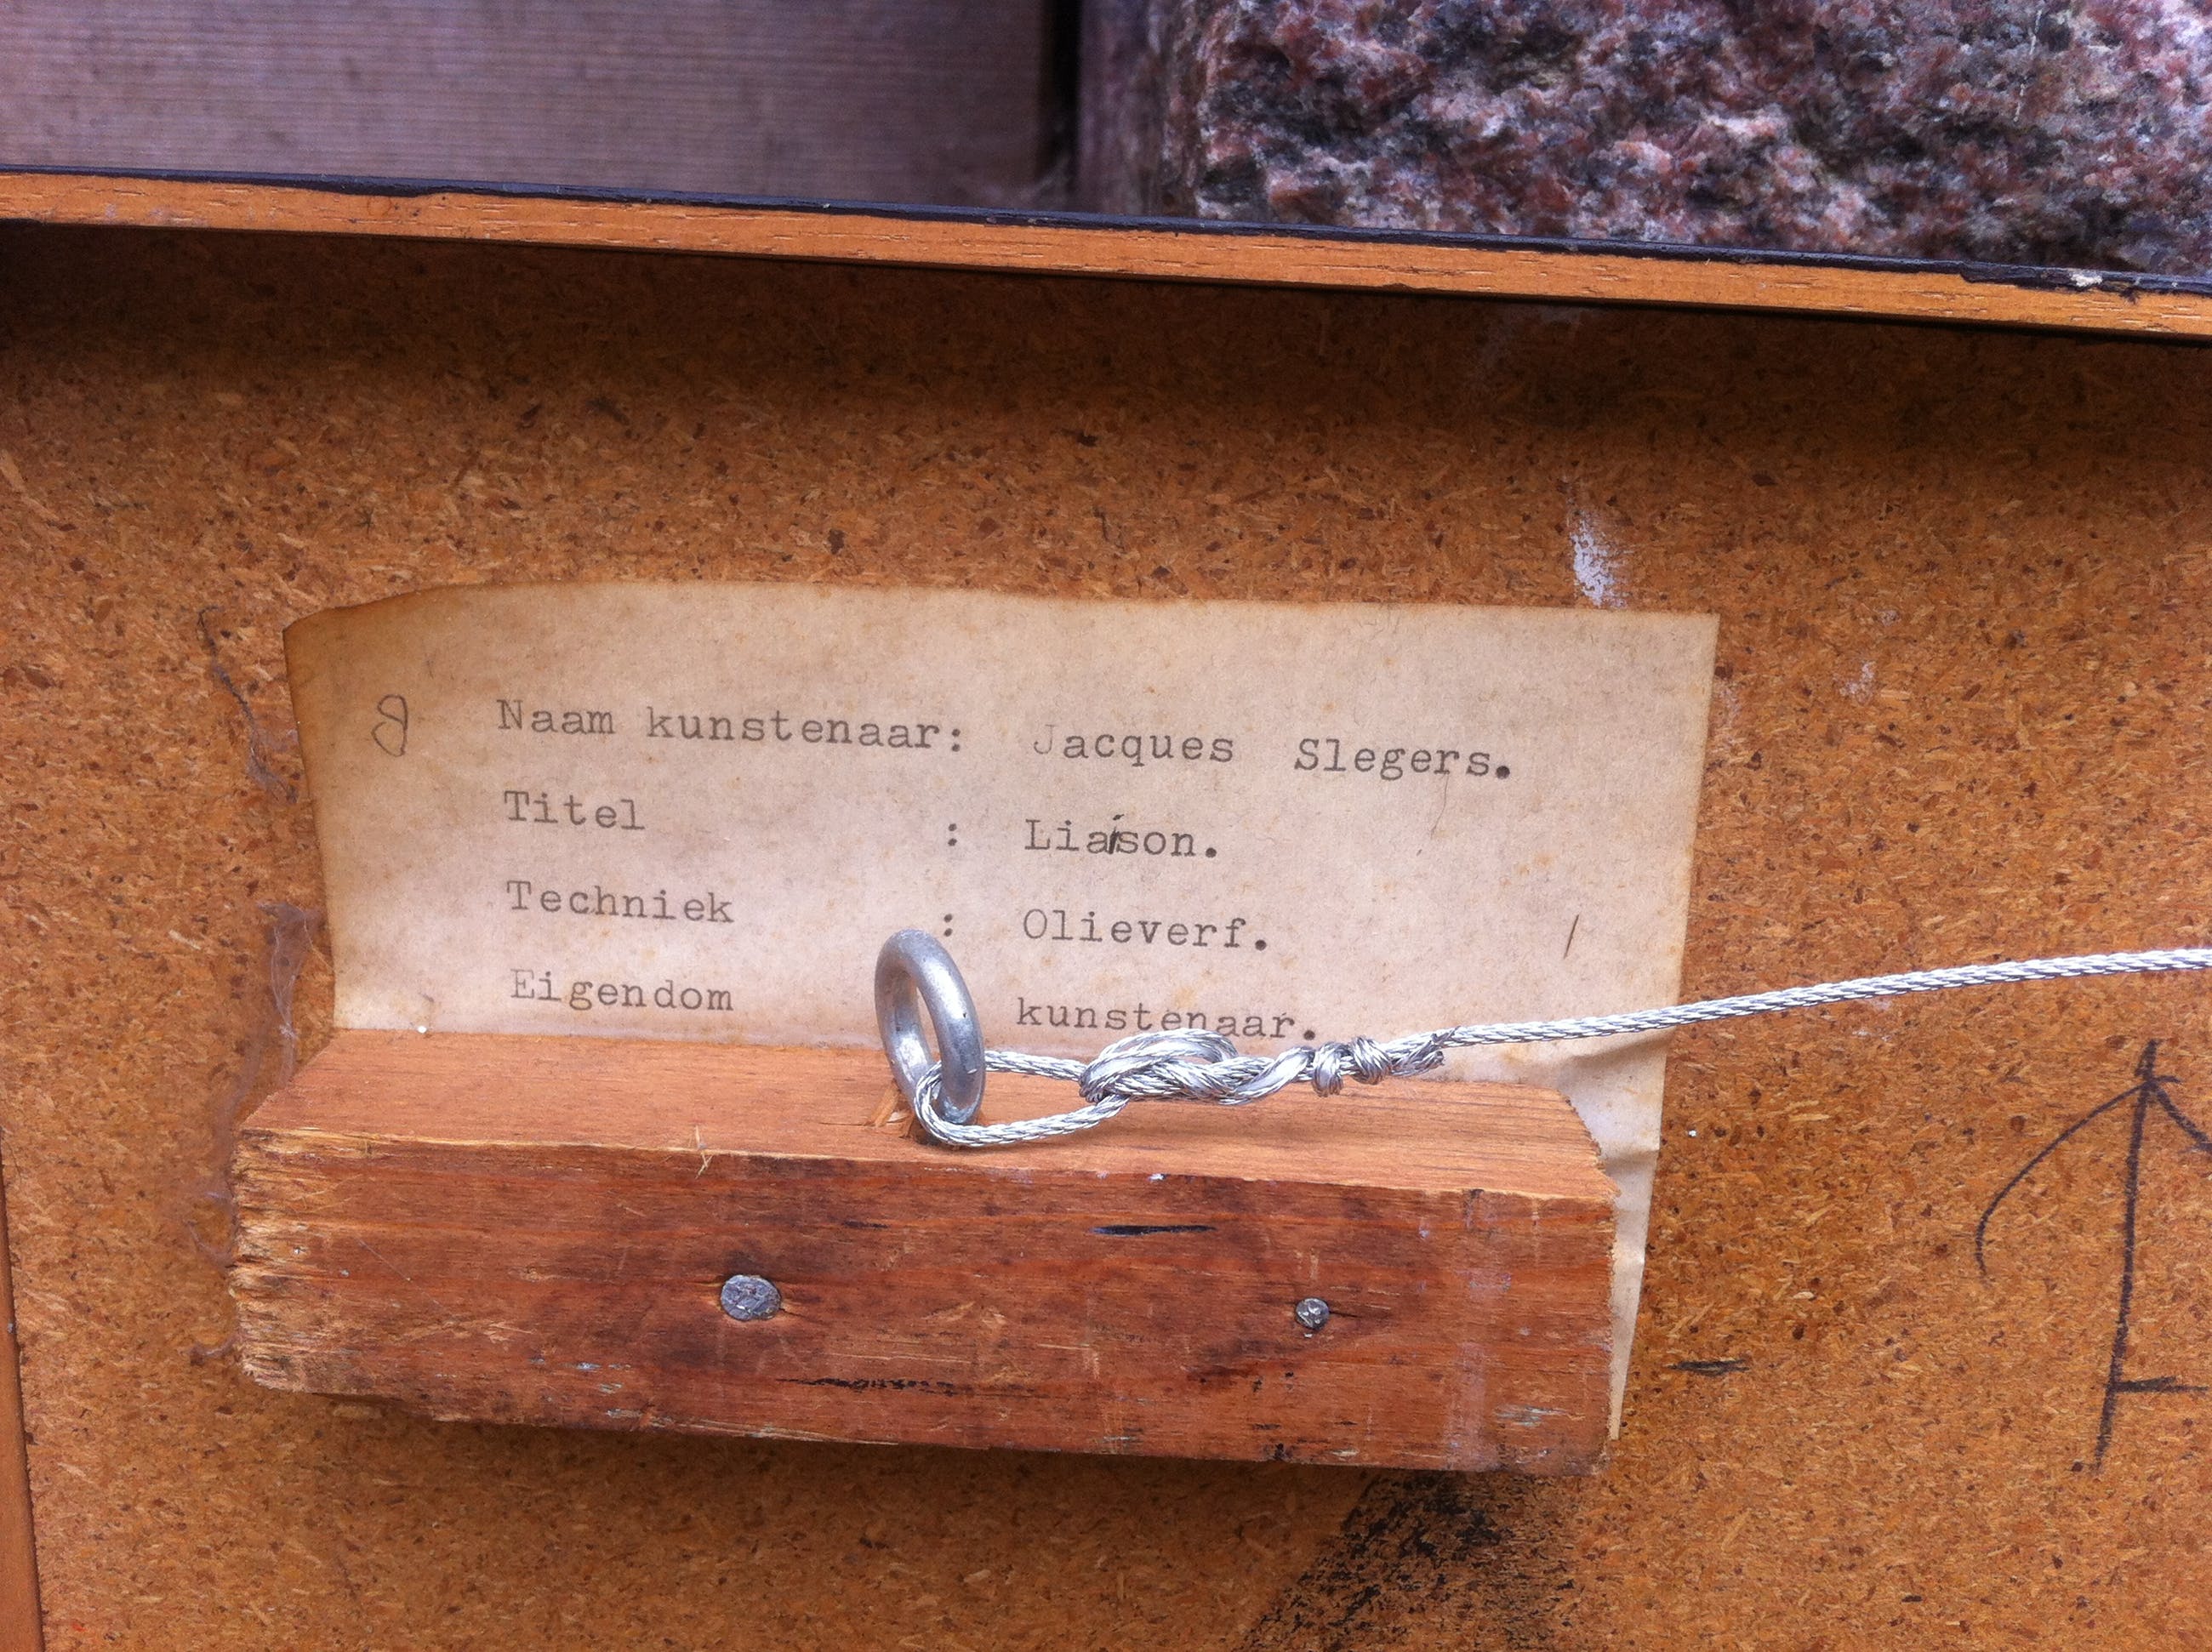 8 Naam kunstenaar: Jacques Slegers.
Titel : Liaison.
Techniek : Olieverf.
Eigendom kunstenaar.